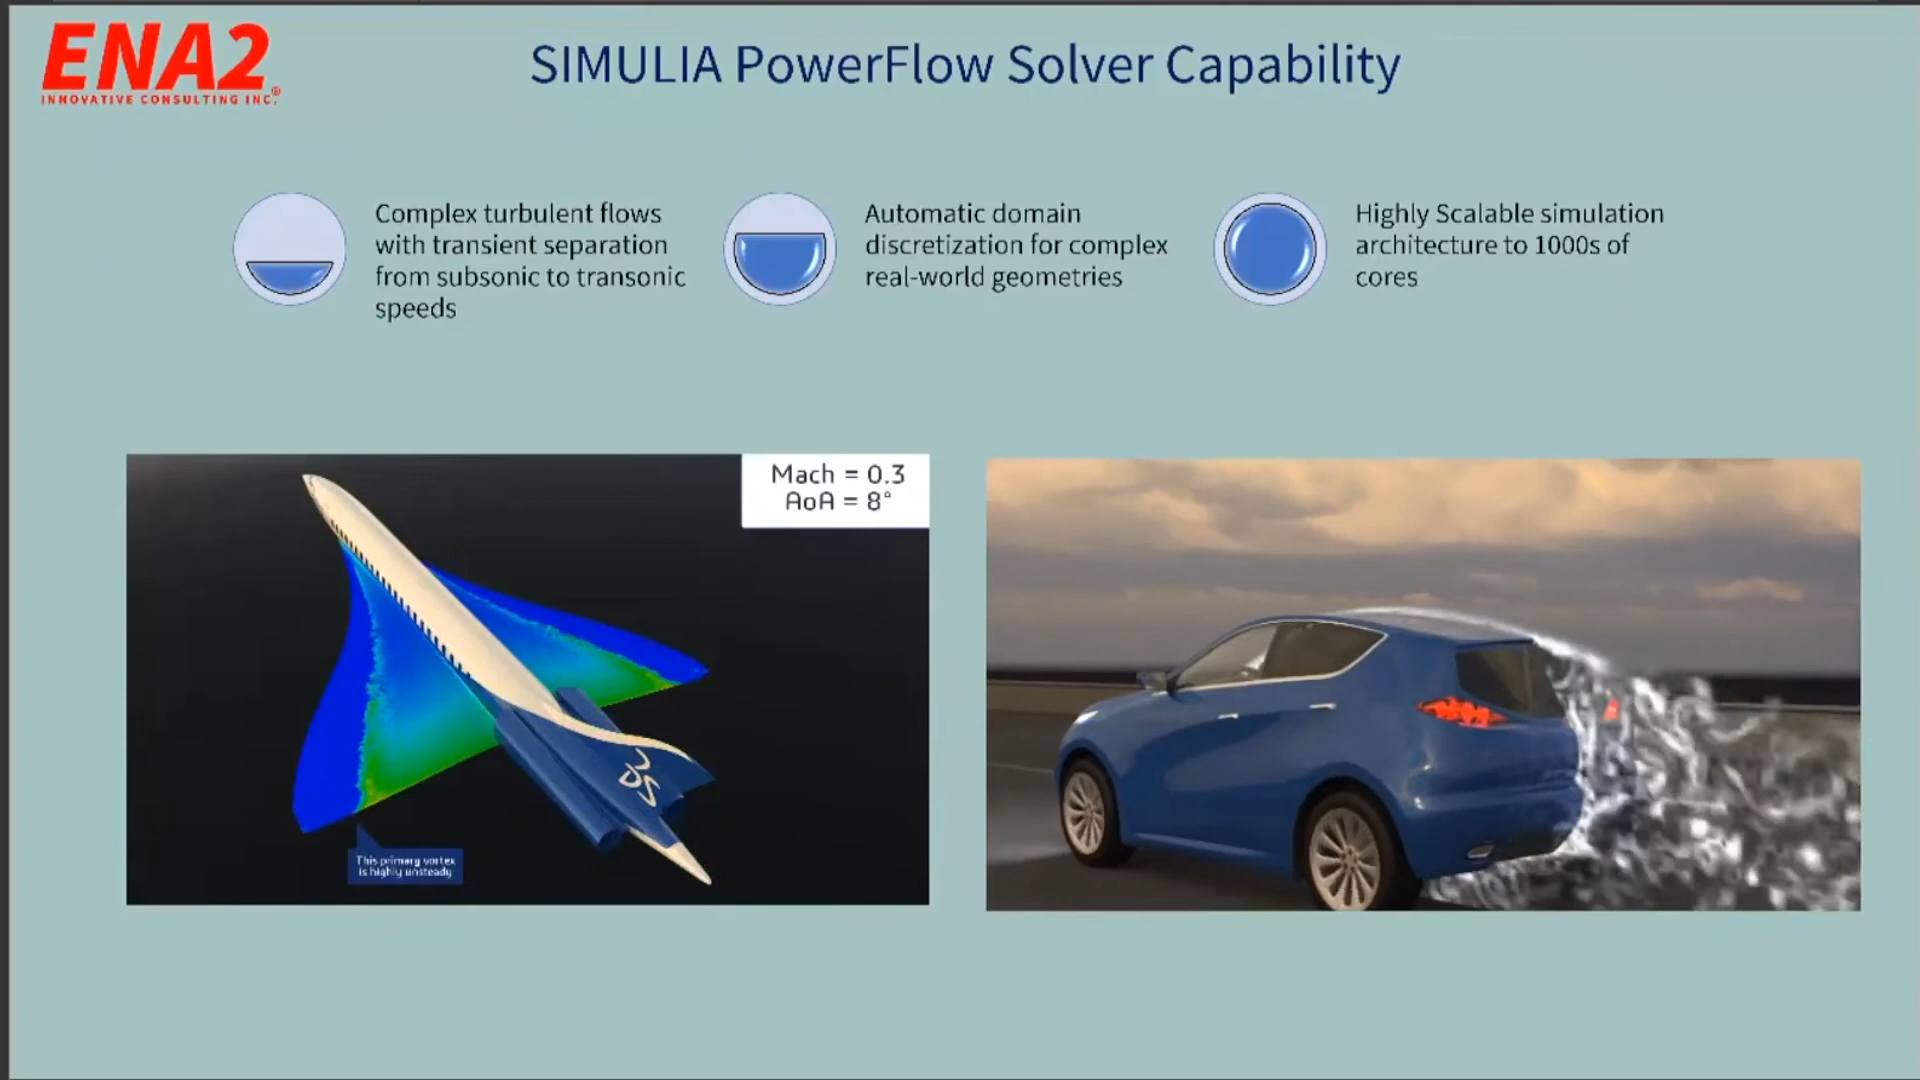 ENA2
INNOVATIVE CONSULTING INC.®
SIMULIA PowerFlow Solver Capability
Complex turbulent flows
with transient separation
from subsonic to transonic
speeds
Automatic domain
discretization for complex
real-world geometries
Highly Scalable simulation
architecture to 1000s of
cores
Mach = 0.3
AoA = 8°
This primary vortex
is highly unsteady